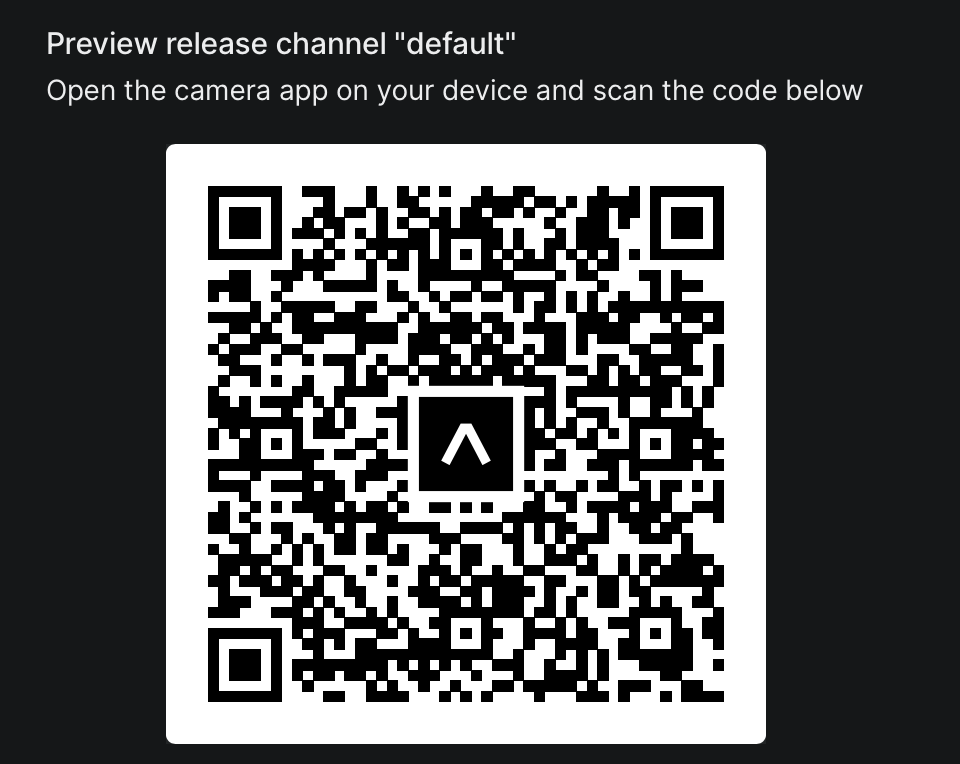 Preview release channel "default"
Open the camera app on your device and scan the code below